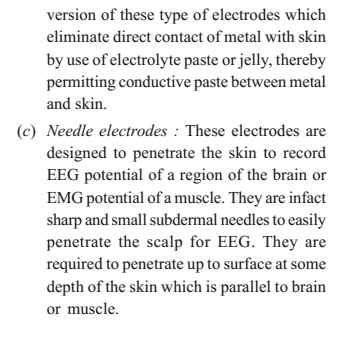 version of these type of electrodes which
eliminate direct contact of metal with skin
by use of electrolyte paste or jelly, thereby
permitting conductive paste between metal
and skin.
(c) Needle electrodes : These electrodes are
designed to penetrate the skin to record
EEG potential of a region of the brain or
EMG potential of a muscle. They are infact
sharp and small subdermal needles to easily
penetrate the scalp for EEG. They are
required to penetrate up to surface at some
depth of the skin which is parallel to brain
or muscle.